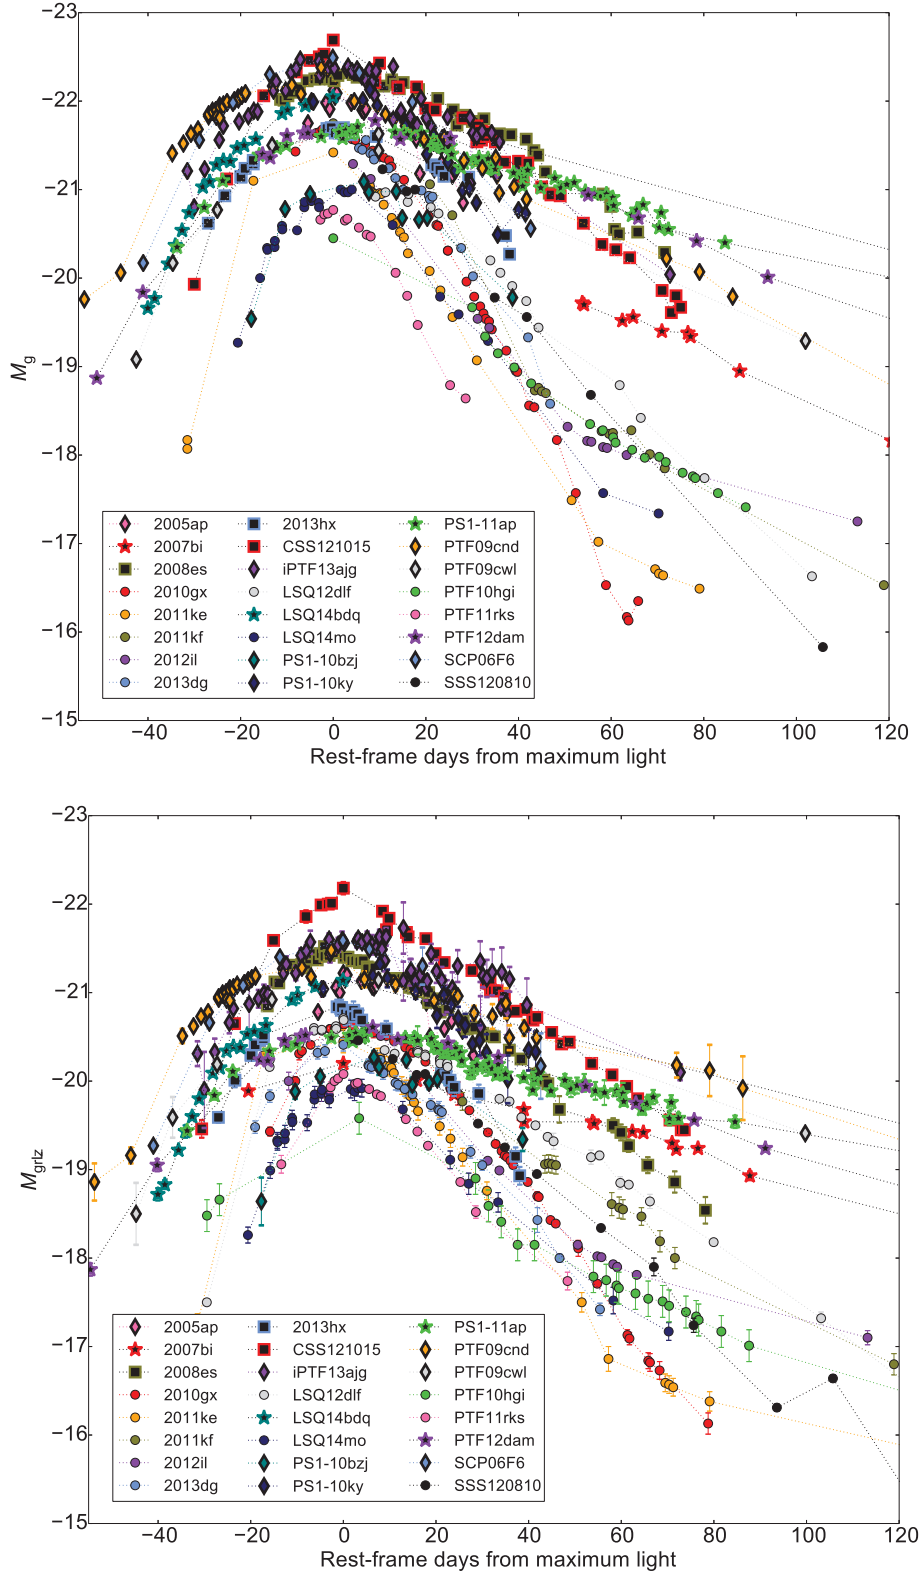 −23
−22
−21
−20
−19
−18
−17
−16
−15
Mg
2005ap 2013hx PS1-11ap
2007bi CSS121015 PTF09cnd
2008es iPTF13ajg PTF09cwl
2010gx LSQ12dlf PTF10hgi
2011ke LSQ14bdq PTF11rks
2011kf LSQ14mo PTF12dam
2012il PS1-10bzj SCP06F6
2013dg PS1-10ky SSS120810
−40 −20 0 20 40 60 80 100 120
Rest-frame days from maximum light
−23
−22
−21
−20
−19
−18
−17
−16
−15
Mgriz
2005ap 2013hx PS1-11ap
2007bi CSS121015 PTF09cnd
2008es iPTF13ajg PTF09cwl
2010gx LSQ12dlf PTF10hgi
2011ke LSQ14bdq PTF11rks
2011kf LSQ14mo PTF12dam
2012il PS1-10bzj SCP06F6
2013dg PS1-10ky SSS120810
−40 −20 0 20 40 60 80 100 120
Rest-frame days from maximum light